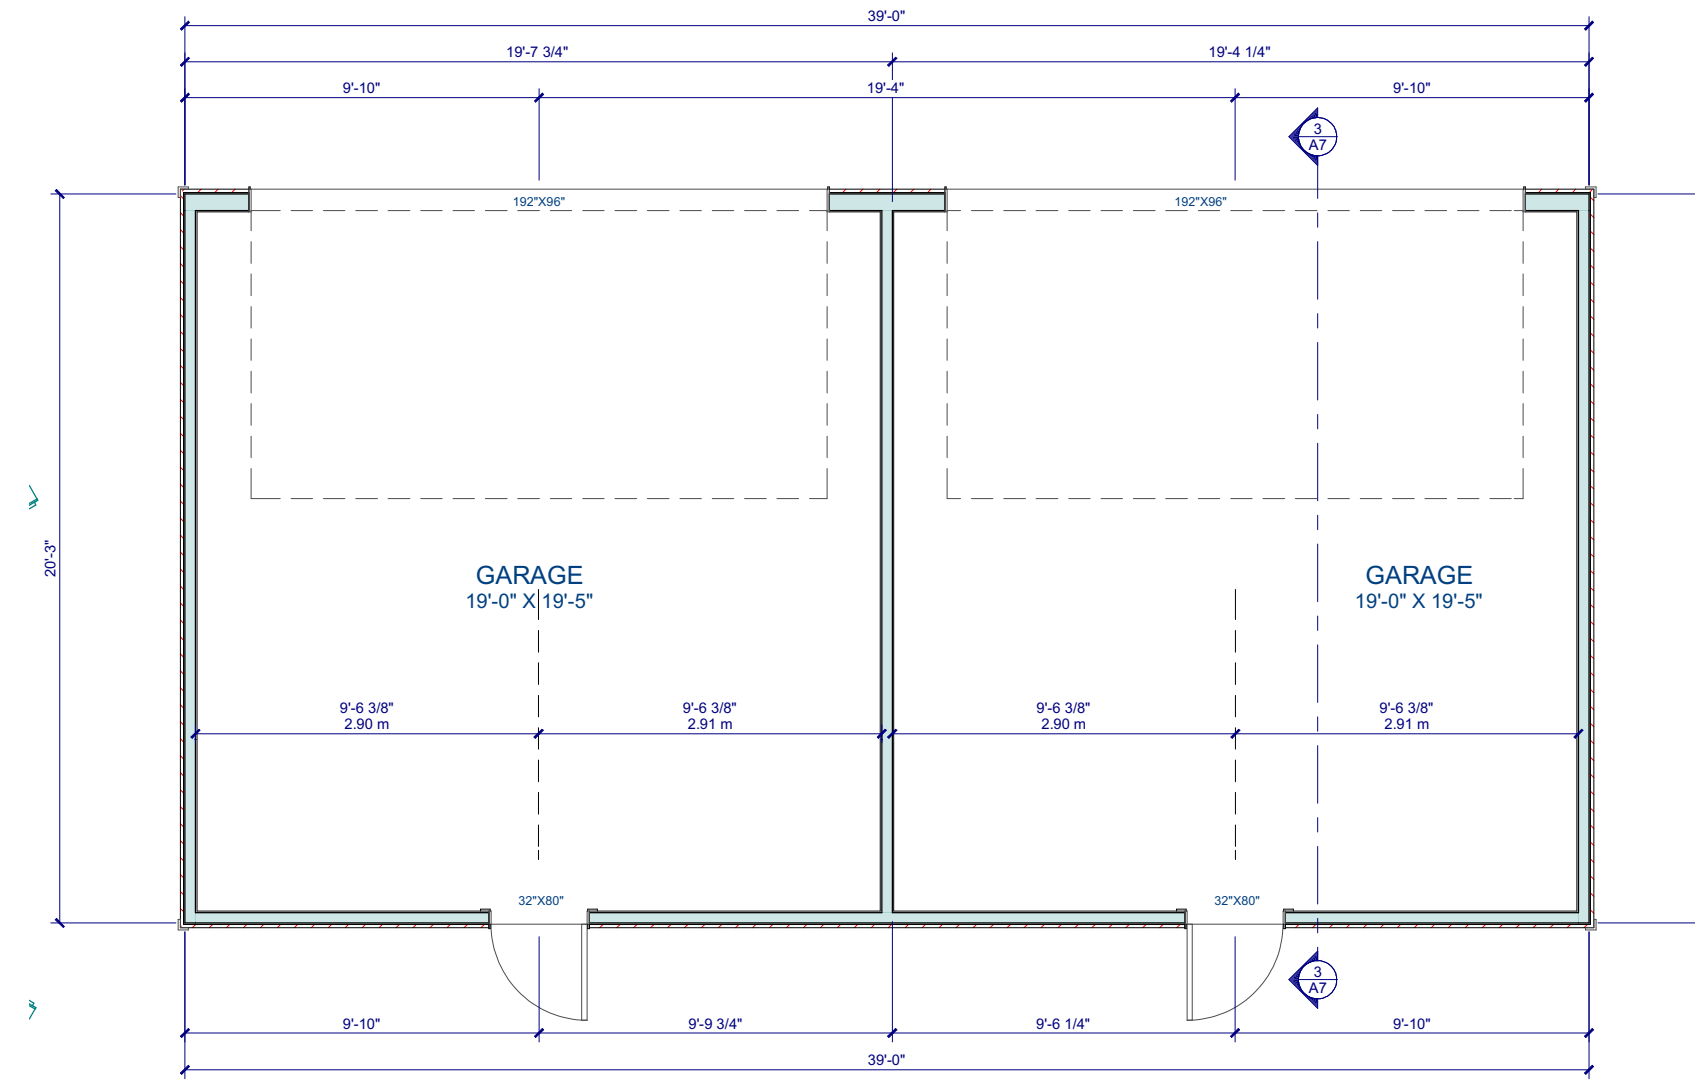 39'-0"
19'-7 3/4" 19'-4 1/4"
9'-10" 19'-4" 9'-10"
3
A7
192"X96" 192"X96"
20'-3"
GARAGE
19'-0" X 19'-5"
GARAGE
19'-0" X 19'-5"
9'-6 3/8" 9'-6 3/8" 9'-6 3/8" 9'-6 3/8"
2.90 m 2.91 m 2.90 m 2.91 m
32"X80" 32"X80"
3
A7
9'-10" 9'-9 3/4" 9'-6 1/4" 9'-10"
39'-0"